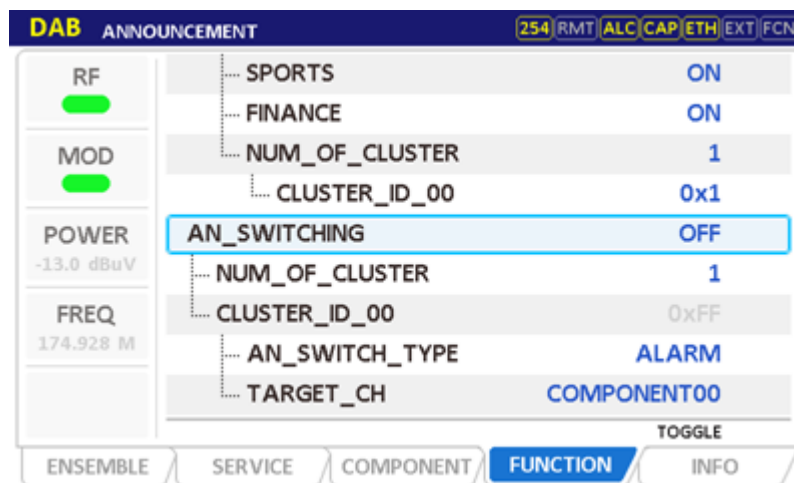 DAB ANNOUNCEMENT 254 RMT ALC CAP ETH EXT FCN
RF
MOD
POWER
-13.0 dBuV
FREQ
174.928 M
SPORTS ON
FINANCE ON
NUM_OF_CLUSTER 1
CLUSTER_ID_00 0x1
AN_SWITCHING OFF
NUM_OF_CLUSTER 1
CLUSTER_ID_00 0xFF
AN_SWITCH_TYPE ALARM
TARGET_CH COMPONENT00
TOGGLE
ENSEMBLE SERVICE COMPONENT FUNCTION INFO